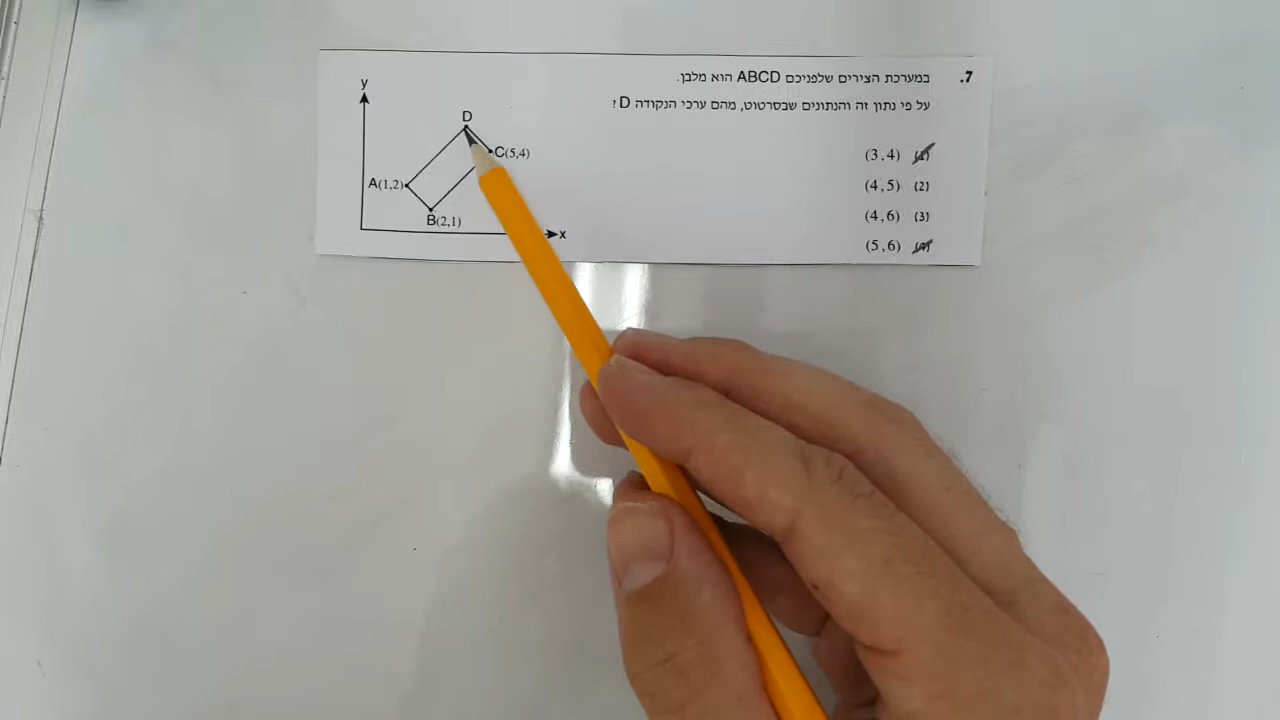 7. במערכת הצירים שלפניכם ABCD הוא מלבן.
על פי נתון זה והנתונים שבסרטוט, מהם ערכי הנקודה D?
(1) (3,4)
(2) (4,5)
(3) (4,6)
(4) (5,6)
y
D
C(5,4)
A(1,2)
B(2,1)
x